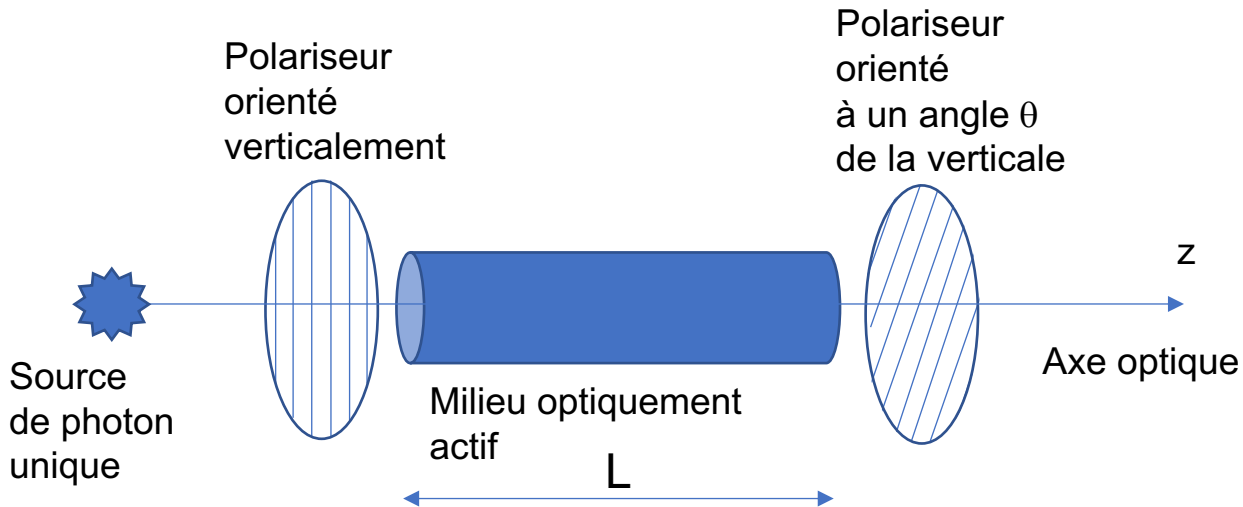 Polariseur
orienté
verticalement
Polariseur
orienté
à un angle θ
de la verticale
z
Source
de photon
unique
Milieu optiquement
actif
Axe optique
L